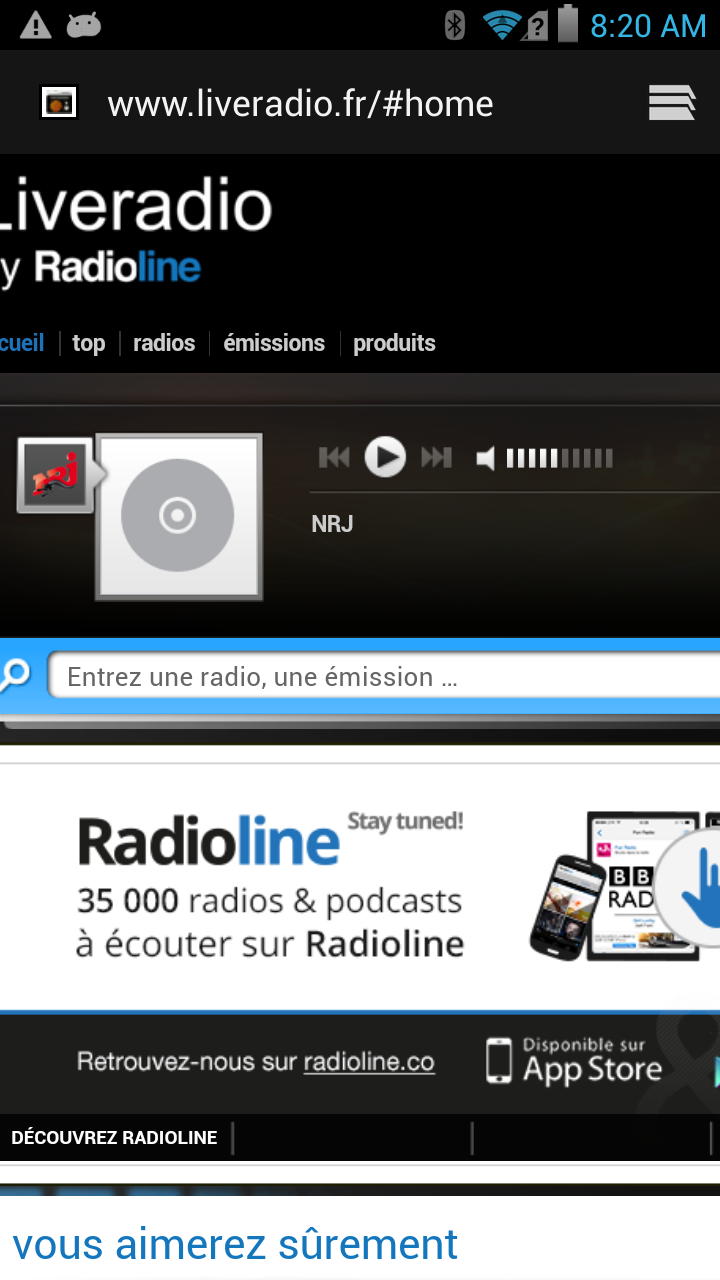 8:20 AM
www.liveradio.fr/#home
Liveradio
y Radioline
cueil top radios émissions produits
NRJ
NRJ
Entrez une radio, une émission ...
Radioline Stay tuned!
35 000 radios & podcasts
à écouter sur Radioline
BB
RAD
Retrouvez-nous sur radioline.co
Disponible sur
App Store
DÉCOUVREZ RADIOLINE
vous aimerez sûrement